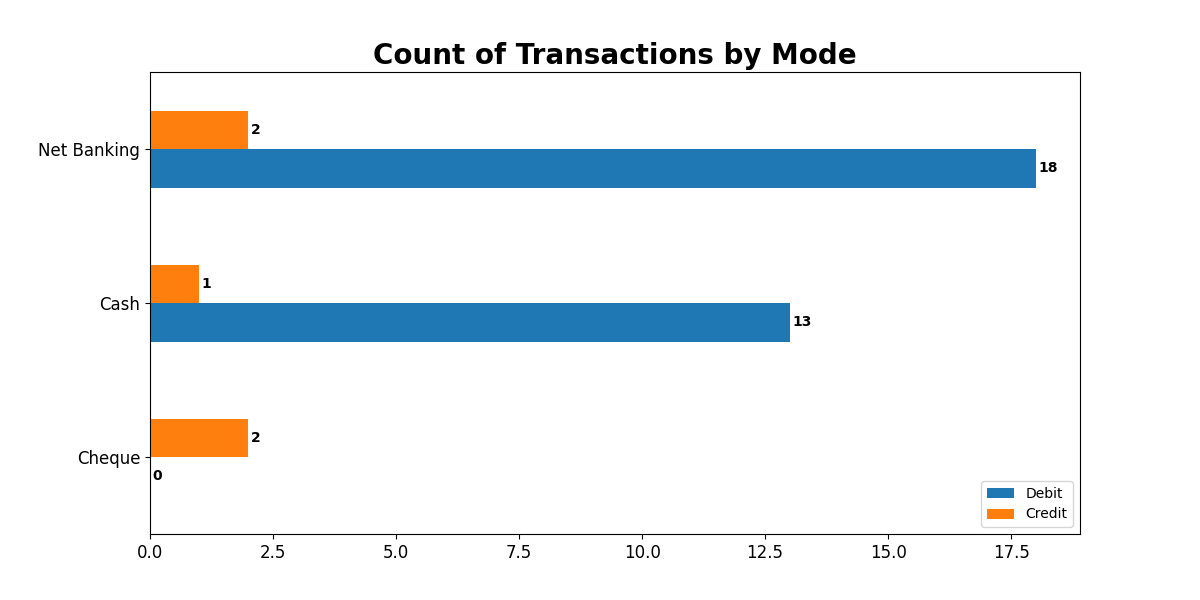 Count of Transactions by Mode
Net Banking
2
18
Cash
1
13
Cheque
2
0
Debit
Credit
0.0 2.5 5.0 7.5 10.0 12.5 15.0 17.5